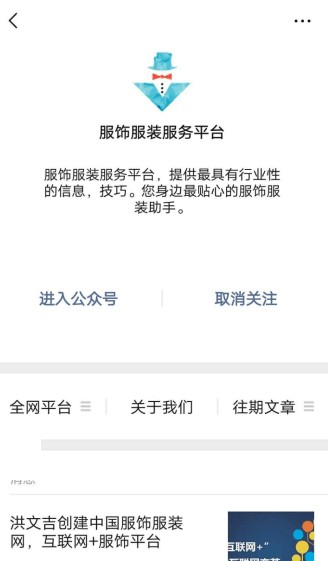 服饰服装服务平台
服饰服装服务平台，提供最具有行业性
的信息，技巧。您身边最贴心的服饰服
装助手。
进入公众号
取消关注
全网平台
关于我们
往期文章
洪文吉创建中国服饰服装
网，互联网+服饰平台
互联网+"